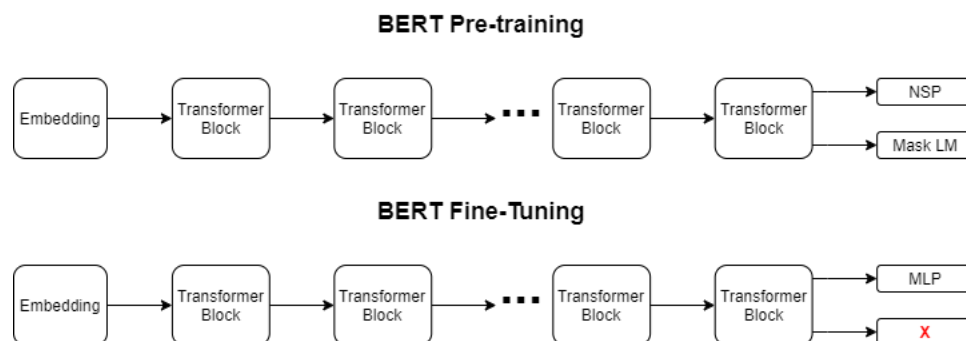 BERT Pre-training
Embedding
Transformer
Block
Transformer
Block
...
Transformer
Block
Transformer
Block
NSP
Mask LM
BERT Fine-Tuning
Embedding
Transformer
Block
Transformer
Block
...
Transformer
Block
Transformer
Block
MLP
X